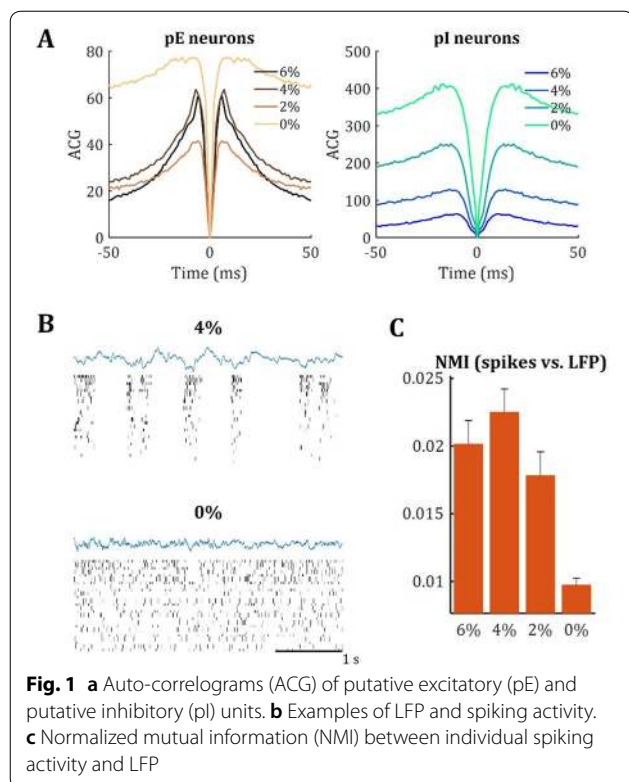 A
pE neurons
80
60
40
20
0
ACG
6%
4%
2%
0%
-50
0
50
Time (ms)
pI neurons
500
400
300
200
100
0
ACG
6%
4%
2%
0%
-50
0
50
Time (ms)
B
4%
0%
1 s
C
NMI (spikes vs. LFP)
0.025
0.02
0.015
0.01
6% 4% 2% 0%
Fig. 1 a Auto-correlograms (ACG) of putative excitatory (pE) and
putative inhibitory (pI) units. b Examples of LFP and spiking activity.
c Normalized mutual information (NMI) between individual spiking
activity and LFP